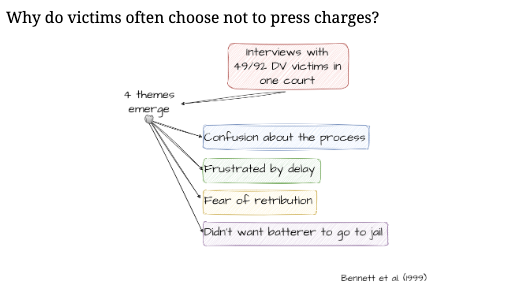 Why do victims often choose not to press charges?
Interviews with
49/92 DV victims in
one court
4 themes
emerge
Confusion about the process
Frustrated by delay
Fear of retribution
Didn't want batterer to go to jail
Bennett et al. (1999)